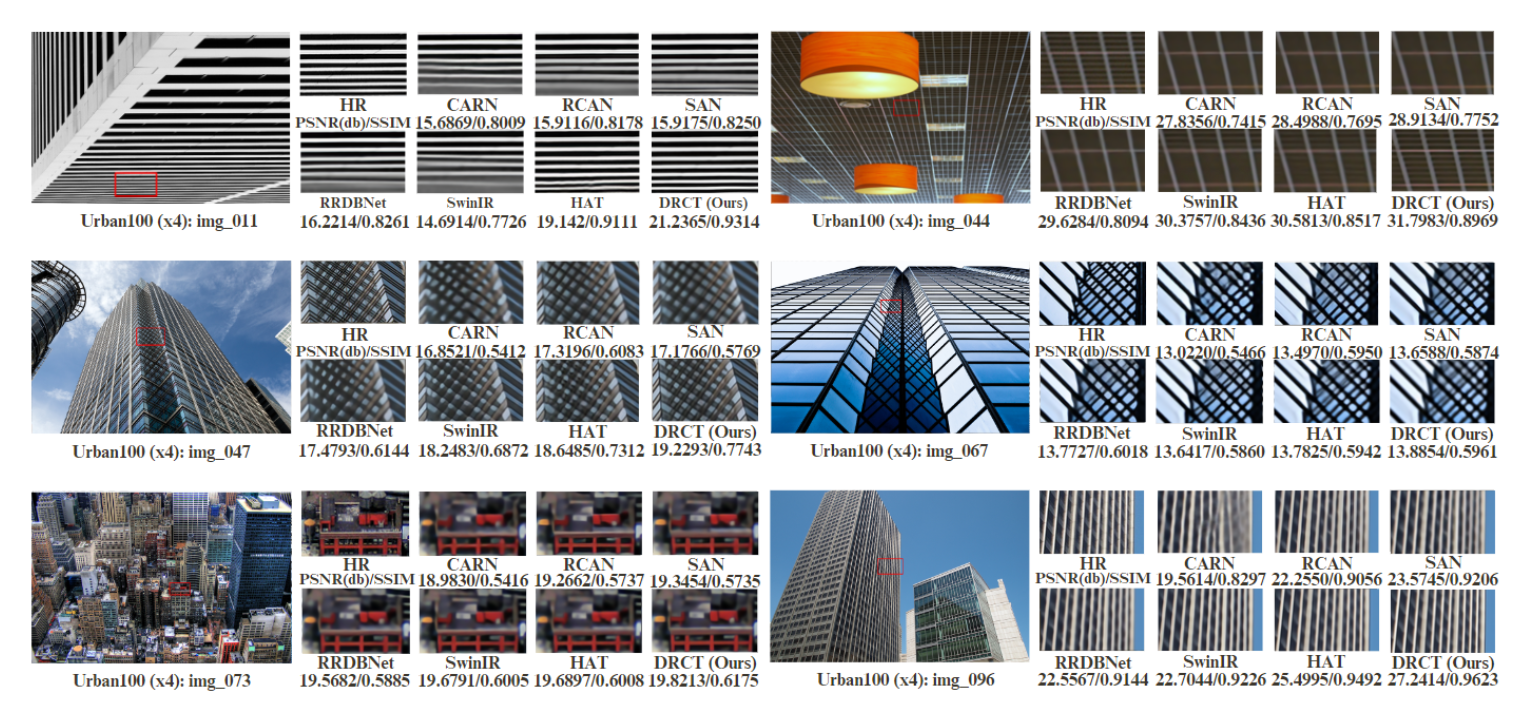 HR CARN RCAN SAN
PSNR(db)/SSIM 15.6869/0.8009 15.9116/0.8178 15.9175/0.8250
RRDBNet SwinIR HAT DRCT (Ours)
16.2214/0.8261 14.6914/0.7726 19.142/0.9111 21.2365/0.9314
Urban100 (x4): img_011
HR CARN RCAN SAN
PSNR(db)/SSIM 27.8356/0.7415 28.4988/0.7695 28.9134/0.7752
RRDBNet SwinIR HAT DRCT (Ours)
29.6284/0.8094 30.3757/0.8436 30.5813/0.8517 31.7983/0.8969
Urban100 (x4): img_044
HR CARN RCAN SAN
PSNR(db)/SSIM 16.8521/0.5412 17.3196/0.6083 17.1766/0.5769
RRDBNet SwinIR HAT DRCT (Ours)
17.4793/0.6144 18.2483/0.6872 18.6485/0.7312 19.2293/0.7743
Urban100 (x4): img_047
HR CARN RCAN SAN
PSNR(db)/SSIM 13.0220/0.5466 13.4970/0.5950 13.6588/0.5874
RRDBNet SwinIR HAT DRCT (Ours)
13.7727/0.6018 13.6417/0.5860 13.7825/0.5942 13.8854/0.5961
Urban100 (x4): img_067
HR CARN RCAN SAN
PSNR(db)/SSIM 18.9830/0.5416 19.2662/0.5737 19.3454/0.5735
RRDBNet SwinIR HAT DRCT (Ours)
19.5682/0.5885 19.6791/0.6005 19.6897/0.6008 19.8213/0.6175
Urban100 (x4): img_073
HR CARN RCAN SAN
PSNR(db)/SSIM 19.5614/0.8297 22.2550/0.9056 23.5745/0.9206
RRDBNet SwinIR HAT DRCT (Ours)
22.5567/0.9144 22.7044/0.9226 25.4995/0.9492 27.2414/0.9623
Urban100 (x4): img_096